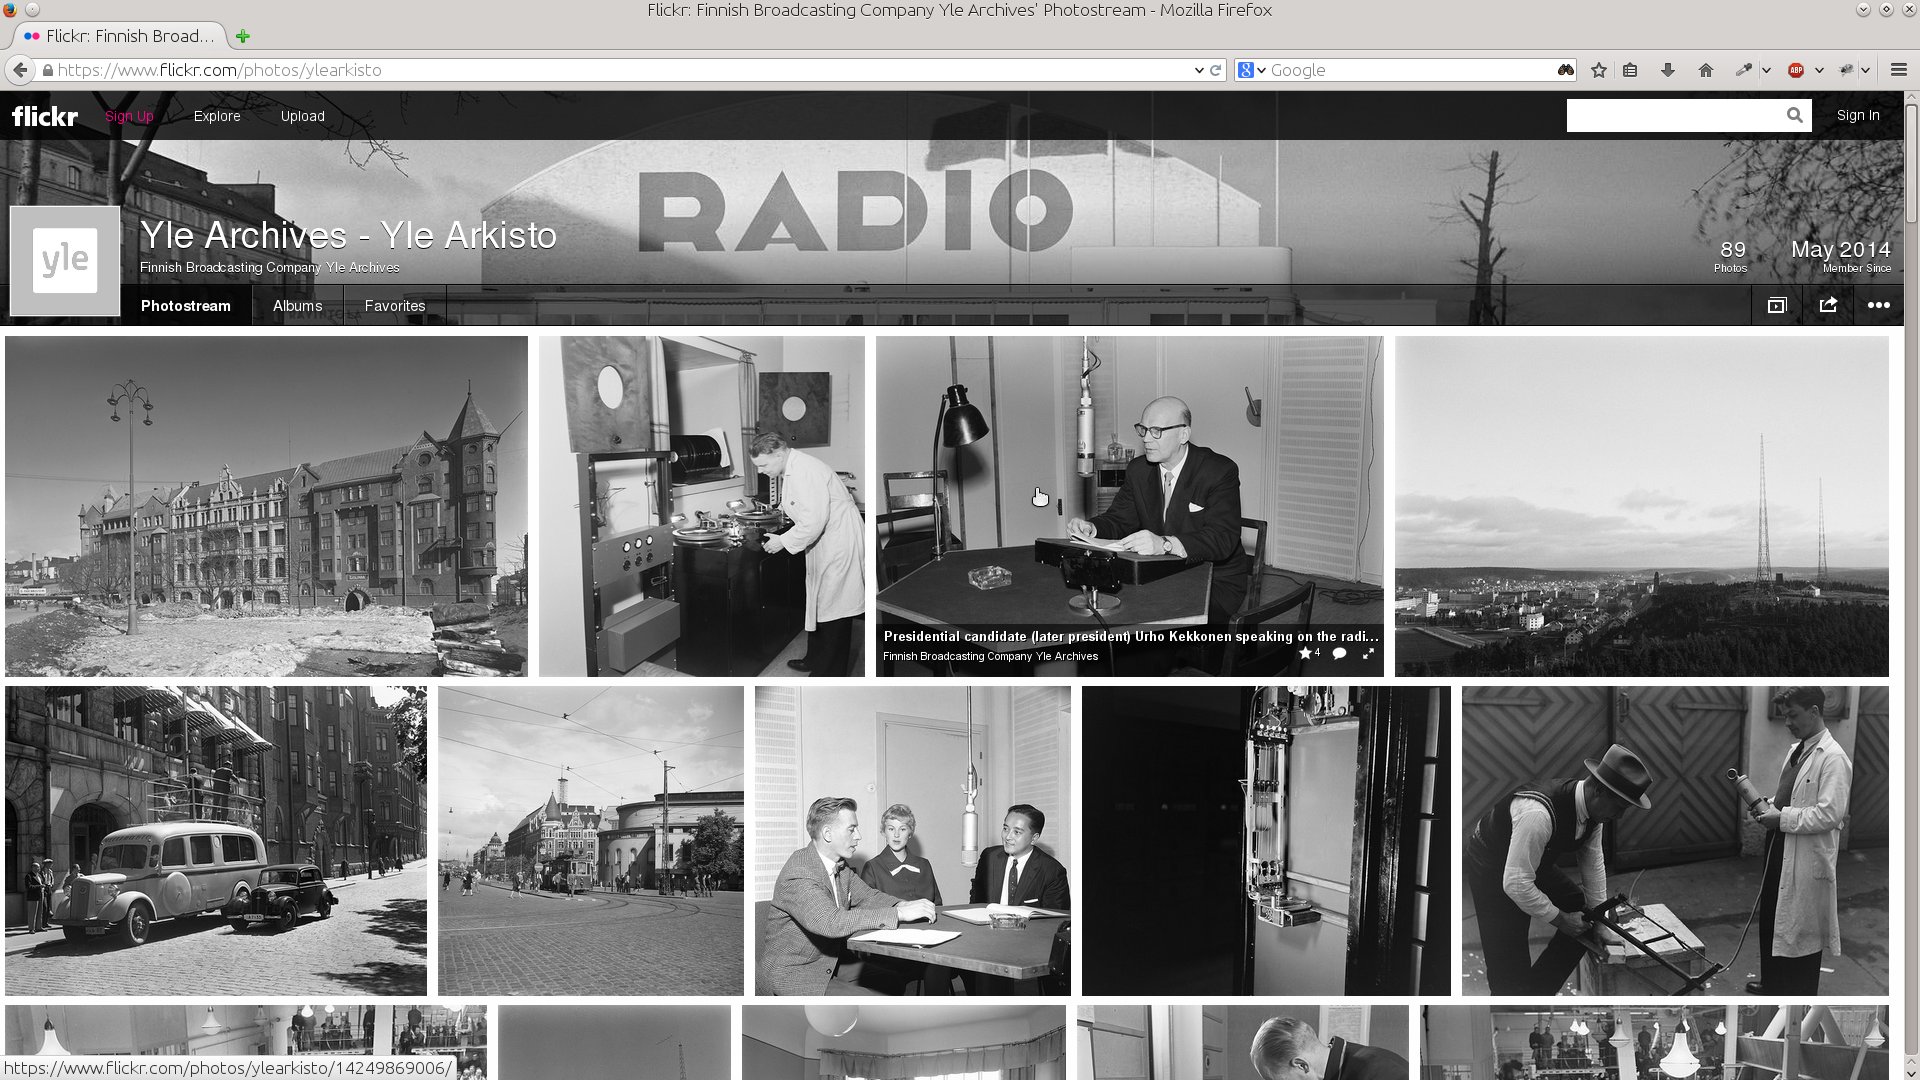 Flickr: Finnish Broadcasting Company Yle Archives' Photostream - Mozilla Firefox
Flickr: Finnish Broad...
https://www.flickr.com/photos/ylearkisto
Google
ABP
flickr
Sign Up
Explore
Upload
Sign In
RADIO
yle
Yle Archives - Yle Arkisto
Finnish Broadcasting Company Yle Archives
89
Photos
May 2014
Member Since
Photostream
Albums
Favorites
Presidential candidate (later president) Urho Kekkonen speaking on the radi...
Finnish Broadcasting Company Yle Archives
4
https://www.flickr.com/photos/ylearkisto/14249869006/